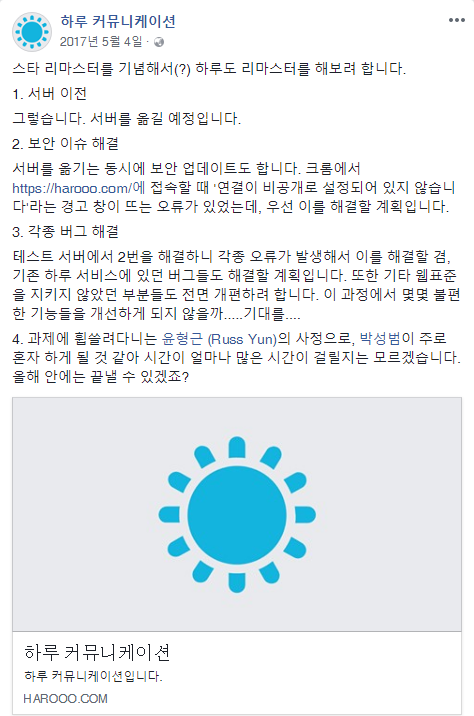 하루 커뮤니케이션
2017년 5월 4일 ·
스타 리마스터를 기념해서(?) 하루도 리마스터를 해보려 합니다.
1. 서버 이전
그렇습니다. 서버를 옮길 예정입니다.
2. 보안 이슈 해결
서버를 옮기는 동시에 보안 업데이트도 합니다. 크롬에서
https://harooo.com/에 접속할 때 '연결이 비공개로 설정되어 있지 않습니
다'라는 경고 창이 뜨는 오류가 있었는데, 우선 이를 해결할 계획입니다.
3. 각종 버그 해결
테스트 서버에서 2번을 해결하니 각종 오류가 발생해서 이를 해결할 겸,
기존 하루 서비스에 있던 버그들도 해결할 계획입니다. 또한 기타 웹표준
을 지키지 않았던 부분들도 전면 개편하려 합니다. 이 과정에서 몇몇 불편
한 기능들을 개선하게 되지 않을까.....기대를....
4. 과제에 휩쓸려다니는 윤형근 (Russ Yun)의 사정으로, 박성범이 주로
혼자 하게 될 것 같아 시간이 얼마나 많은 시간이 걸릴지는 모르겠습니다.
올해 안에는 끝낼 수 있겠죠?
하루 커뮤니케이션
하루 커뮤니케이션입니다.
HAROOO.COM